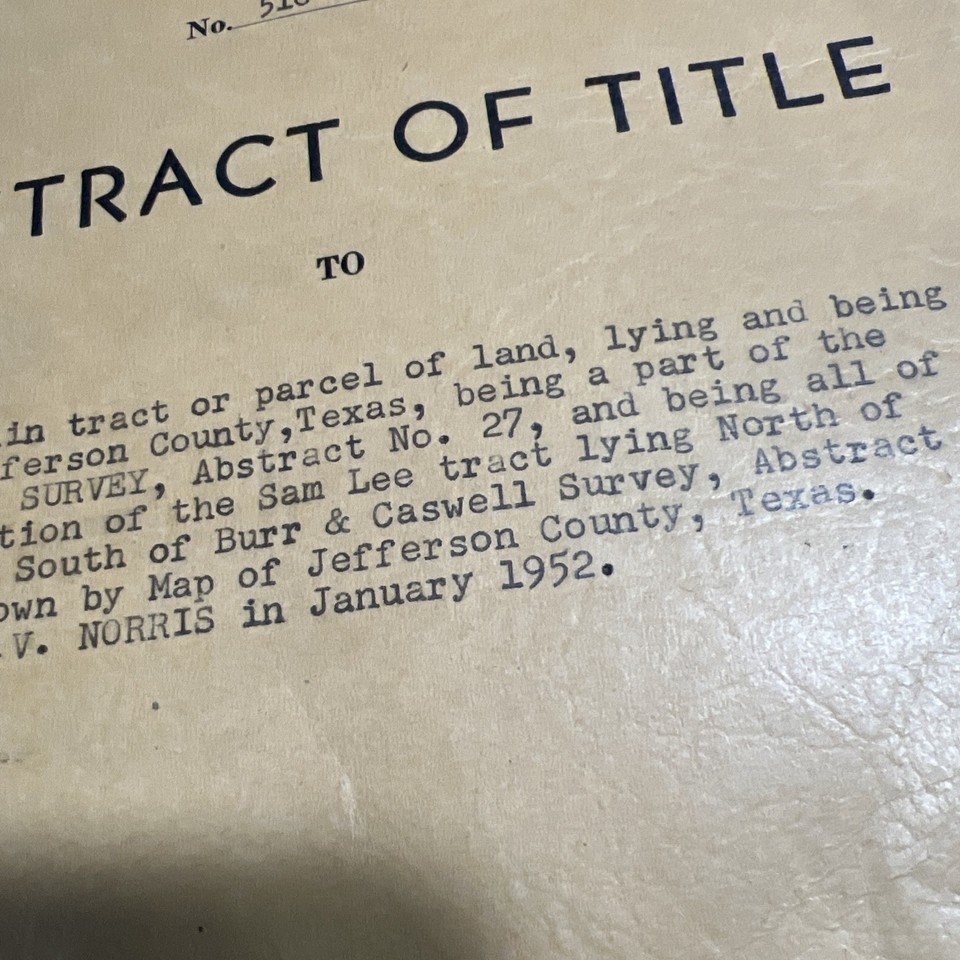 No.
TRACT OF TITLE
TO
in tract or parcel of land, lying and being
ferson County,Texas, being a part of the
SURVEY, Abstract No. 27, and being all of
tion of the Sam Lee tract lying North of
South of Burr & Caswell Survey, Abstract
own by Map of Jefferson County, Texas.
V. NORRIS in January 1952.